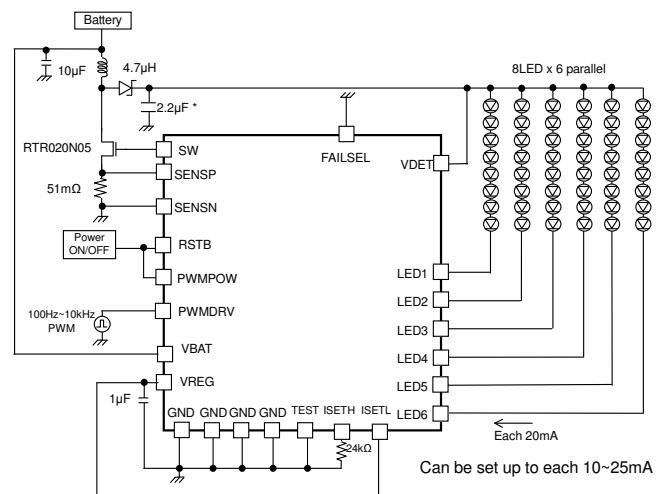 Battery
10µF
4.7µH
8LED x 6 parallel
2.2µF *
RTR020N05
SW
FAILSEL
VDET
SENSP
51mΩ
SENSN
Power
ON/OFF
RSTB
PWMPOW
LED1
LED2
100Hz~10kHz
PWM
PWMDRV
LED3
VBAT
LED4
VREG
LED5
1µF
GND GND GND GND TEST ISETH ISETL
LED6
24kΩ
Each 20mA
Can be set up to each 10~25mA